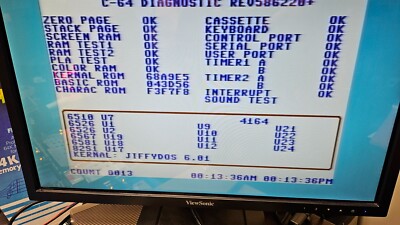 C-64 DIAGNOSTIC REV586220+
ZERO PAGE OK CASSETTE OK
STACK PAGE OK KEYBOARD OK
SCREEN RAM OK CONTROL PORT OK
RAM TEST1 OK SERIAL PORT OK
RAM TEST2 OK USER PORT OK
PLA TEST OK TIMER1 A OK
COLOR RAM OK B OK
KERNAL ROM 68A9E5 TIMER2 A OK
BASIC ROM 043D56 B OK
CHARAC ROM F3F7F8 INTERRUPT OK
SOUND TEST
6510 U7 4164
6526 U1 U9 U21
6526 U2 U10 U22
6567 U19 U11 U23
6581 U18 U12 U24
8251 U17
KERNAL: JIFFYDOS 6.01
COUNT 0013 00:13:36AM 00:13:36PM
ViewSonic